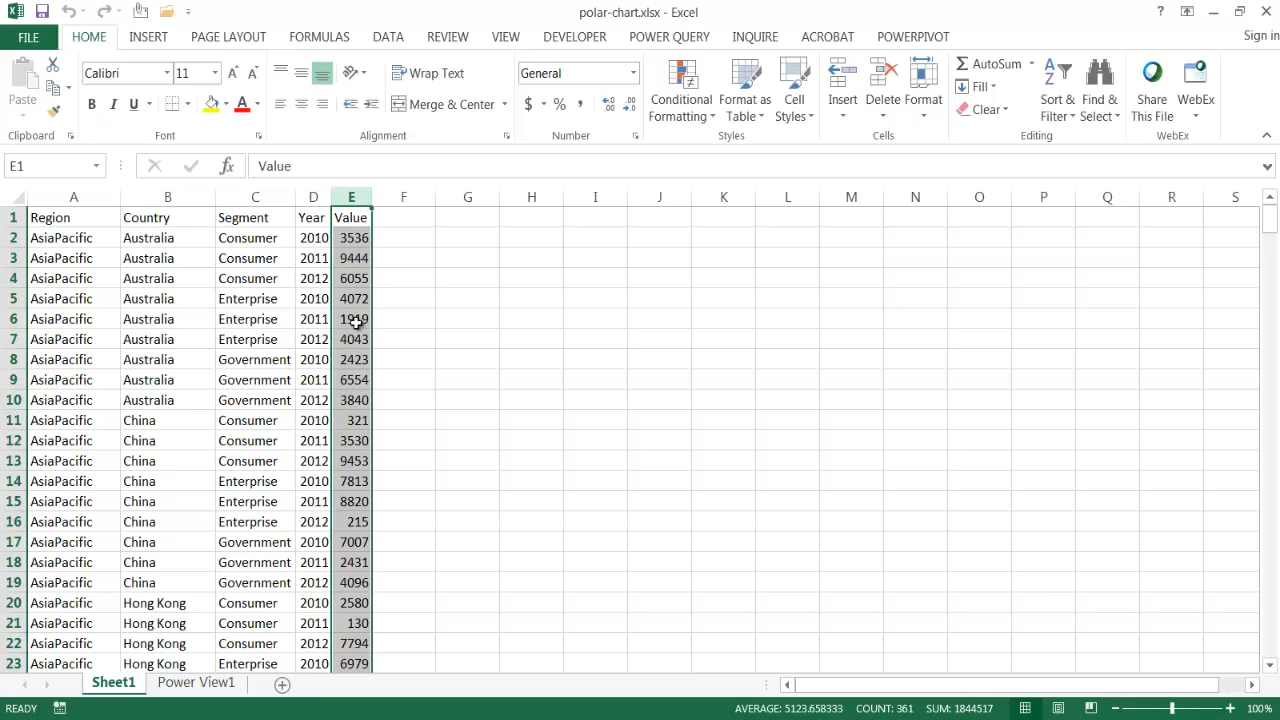 polar-chart.xlsx - Excel
?
FILE HOME INSERT PAGE LAYOUT FORMULAS DATA REVIEW VIEW DEVELOPER POWER QUERY INQUIRE ACROBAT POWERPIVOT Sign in
Paste
Calibri
B I U A
Wrap Text
Merge & Center
General
$ % ,
Conditional Formatting
Format as Table
Cell Styles
Insert
Delete
Format
AutoSum
Fill
Clear
Sort & Filter
Find & Select
Share This File
WebEx
Clipboard Font Alignment Number Styles Cells Editing WebEx
E1 fx Value
A B C D E F G H I J K L M N O P Q R S
1 Region Country Segment Year Value
2 AsiaPacific Australia Consumer 2010 3536
3 AsiaPacific Australia Consumer 2011 9444
4 AsiaPacific Australia Consumer 2012 6055
5 AsiaPacific Australia Enterprise 2010 4072
6 AsiaPacific Australia Enterprise 2011
7 AsiaPacific Australia Enterprise 2012 4043
8 AsiaPacific Australia Government 2010 2423
9 AsiaPacific Australia Government 2011 6554
10 AsiaPacific Australia Government 2012 3840
11 AsiaPacific China Consumer 2010 321
12 AsiaPacific China Consumer 2011 3530
13 AsiaPacific China Consumer 2012 9453
14 AsiaPacific China Enterprise 2010 7813
15 AsiaPacific China Enterprise 2011 8820
16 AsiaPacific China Enterprise 2012 215
17 AsiaPacific China Government 2010 7007
18 AsiaPacific China Government 2011 2431
19 AsiaPacific China Government 2012 4096
20 AsiaPacific Hong Kong Consumer 2010 2580
21 AsiaPacific Hong Kong Consumer 2011 130
22 AsiaPacific Hong Kong Consumer 2012 7794
23 AsiaPacific Hong Kong Enterprise 2010 6979
Sheet1 Power View1
READY AVERAGE: 5123.658333 COUNT: 361 SUM: 1844517 100%